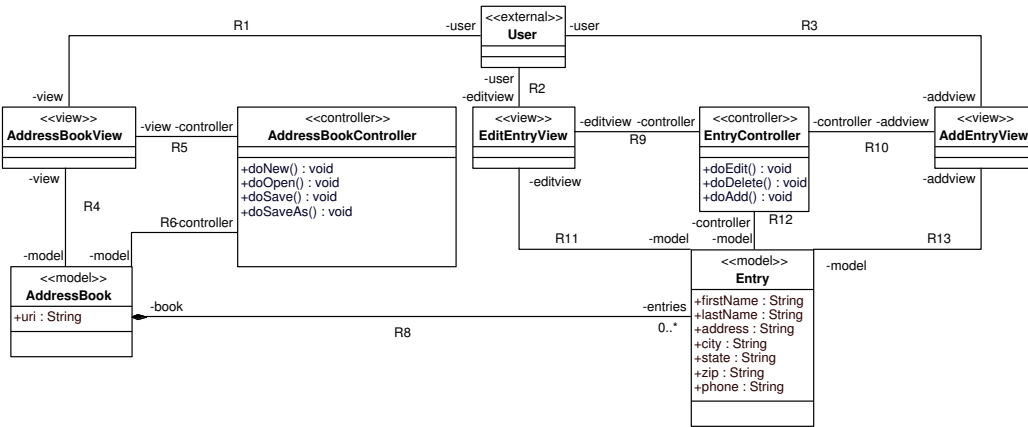 <<external>>
User
-user
R1
-user
R3
-user
R2
-view
-editview
-addview
<<view>>
AddressBookView
-view -controller
R5
<<controller>>
AddressBookController
+doNew() : void
+doOpen() : void
+doSave() : void
+doSaveAs() : void
<<view>>
EditEntryView
-editview -controller
R9
<<controller>>
EntryController
+doEdit() : void
+doDelete() : void
+doAdd() : void
-controller -addview
R10
<<view>>
AddEntryView
-view
R4
-editview
-addview
R6
-controller
-controller
R12
-model
-model
R11
-model
-model
R13
-model
<<model>>
AddressBook
+uri : String
-book
R8
-entries
0..*
<<model>>
Entry
+firstName : String
+lastName : String
+address : String
+city : String
+state : String
+zip : String
+phone : String